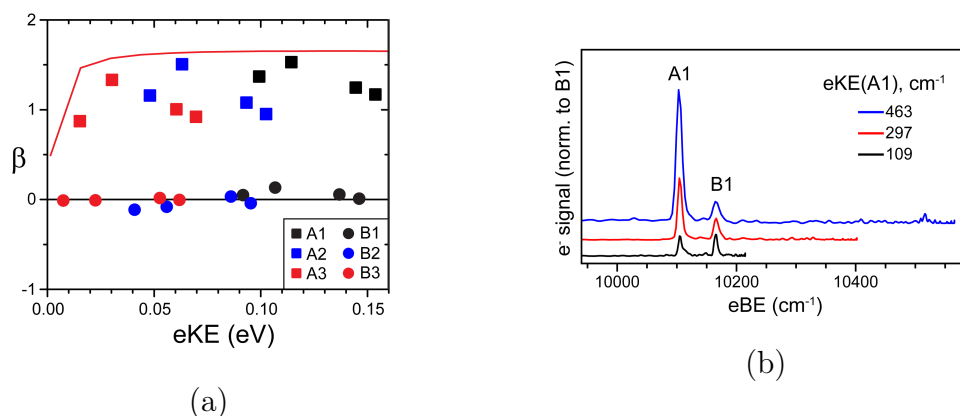 2
1
0
-1
β
0.00
0.05
0.10
0.15
eKE (eV)
A1 B1
A2 B2
A3 B3
(a)
e⁻ signal (norm. to B1)
A1
B1
eKE(A1), cm⁻¹
463
297
109
10000
10200
10400
eBE (cm⁻¹)
(b)